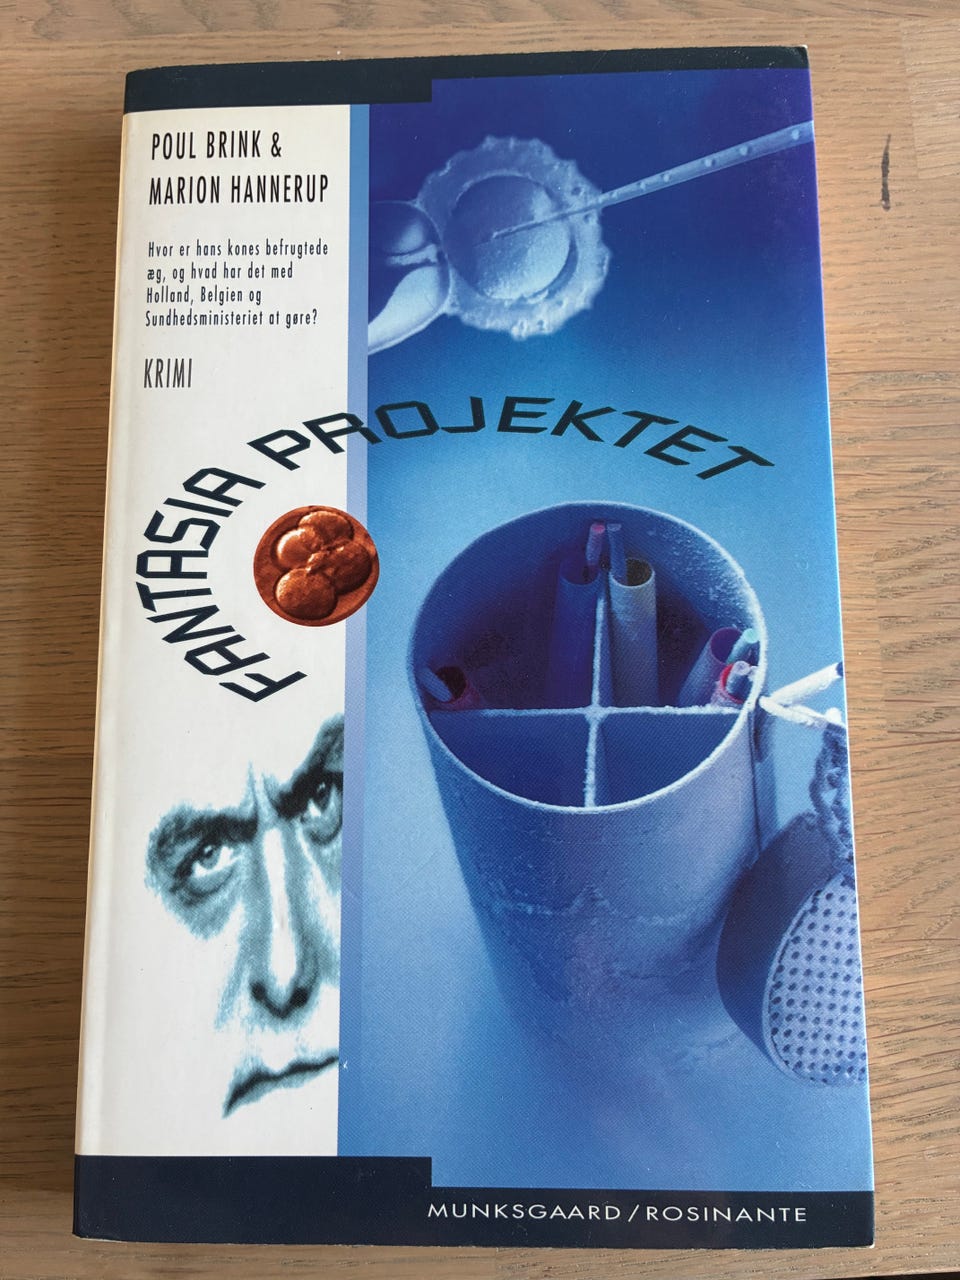 POUL BRINK &
MARION HANNERUP
Hvor er hans kones befrugtede
æg, og hvad har det med
Holland, Belgien og
Sundhedsministeriet at gøre?
KRIMI
FANTASIA PROJEKTET
MUNKSGAARD/ROSINANTE